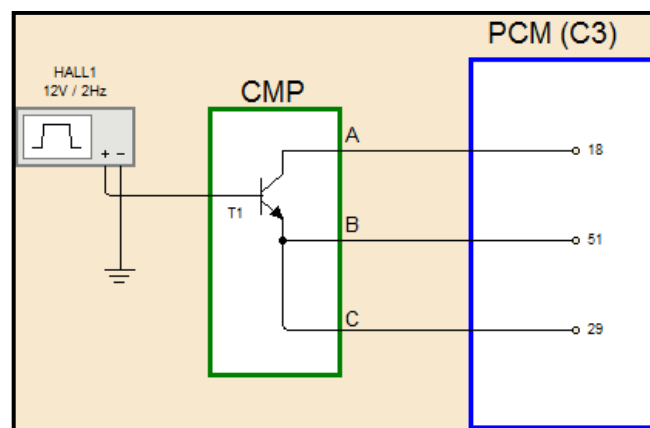 PCM (C3)
HALL1
12V / 2Hz
CMP
+ −
A
18
T1
B
51
C
29